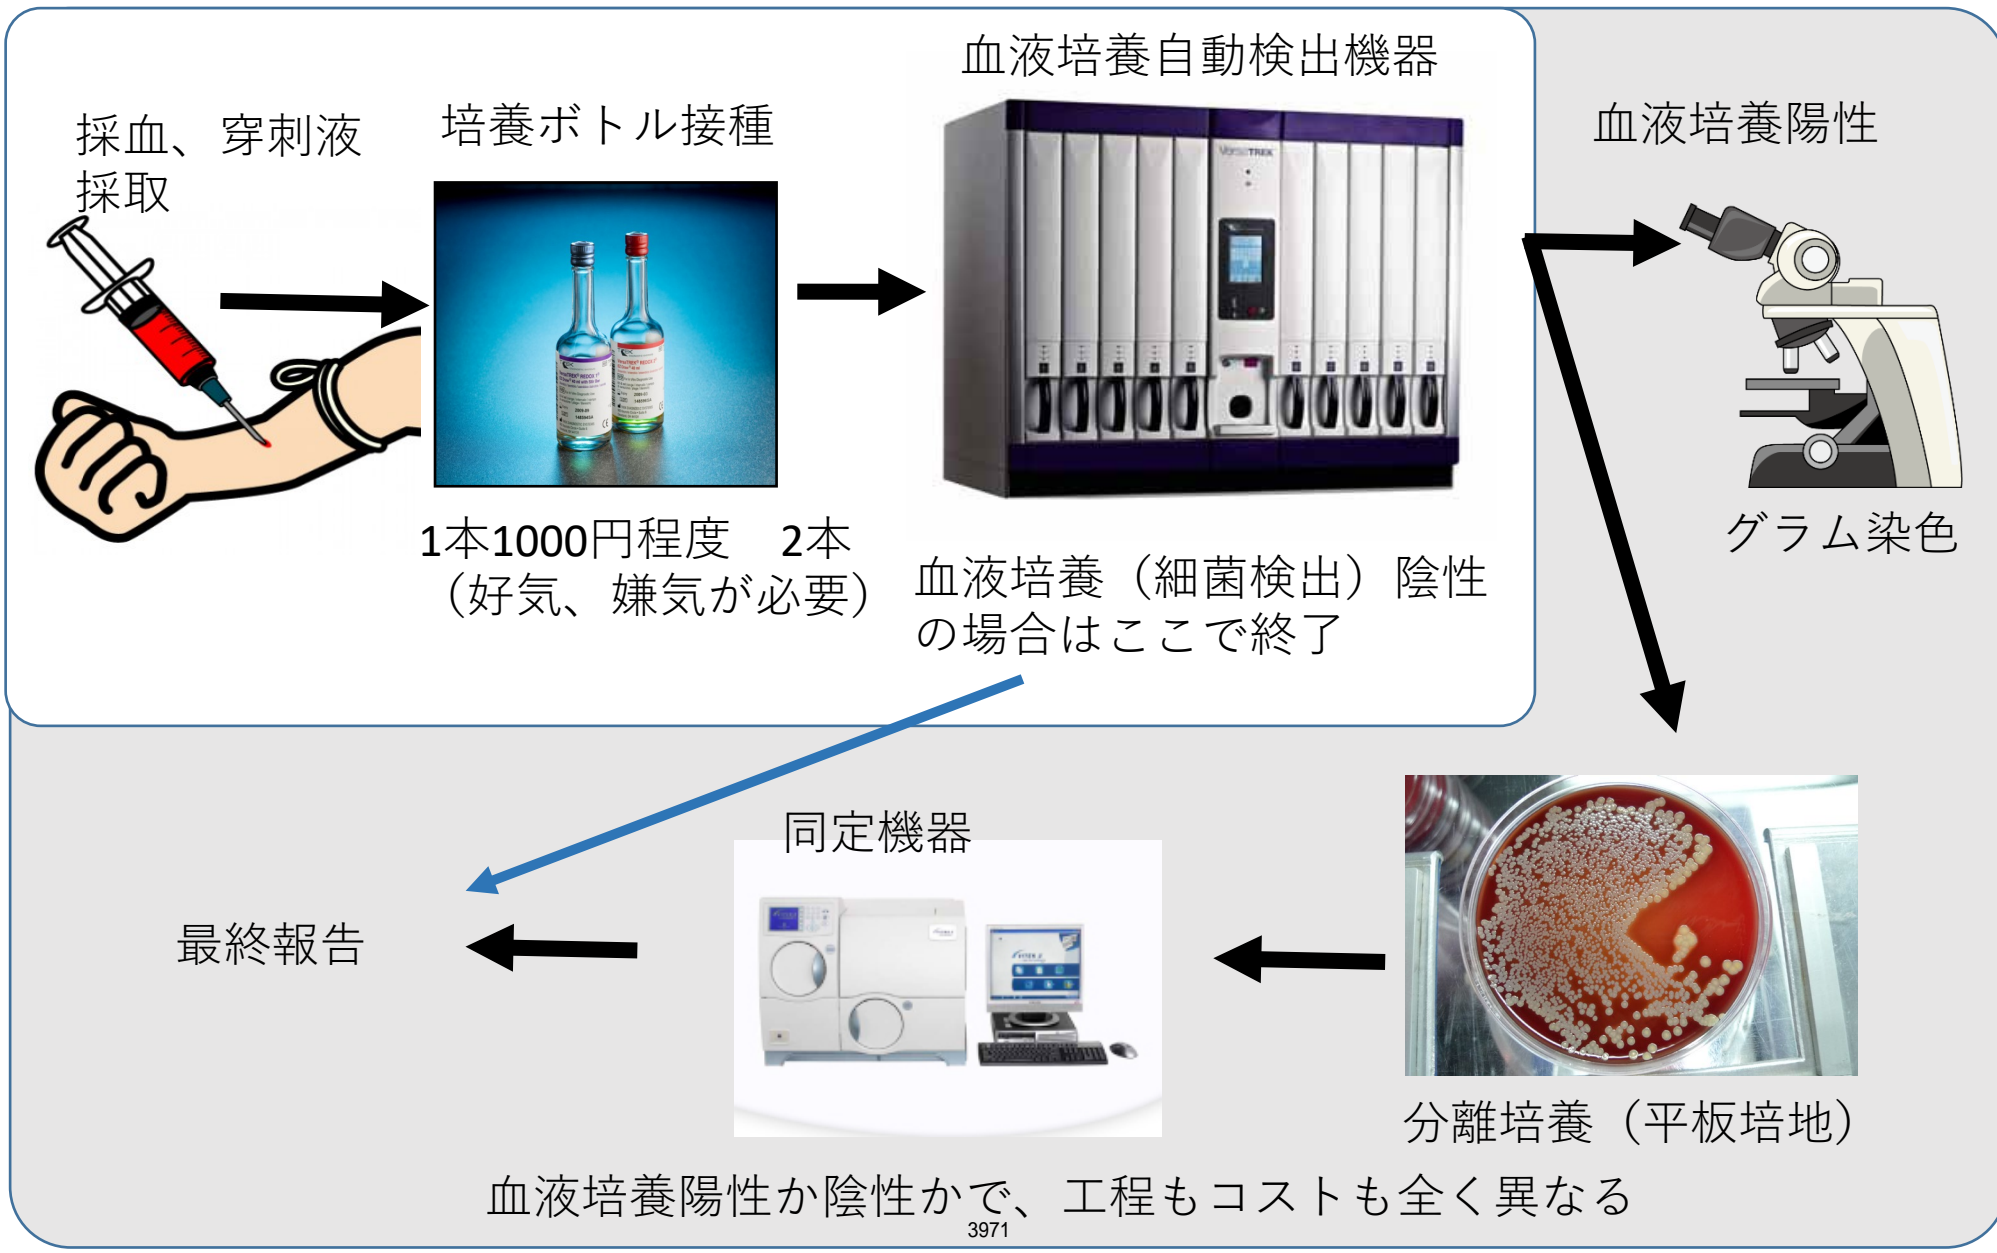 血液培養自動検出機器
採血、穿刺液
採取
培養ボトル接種
血液培養陽性
VersaTREK
1本1000円程度　2本
（好気、嫌気が必要）
血液培養（細菌検出）陰性
の場合はここで終了
グラム染色
同定機器
最終報告
分離培養（平板培地）
血液培養陽性か陰性かで、工程もコストも全く異なる
3971